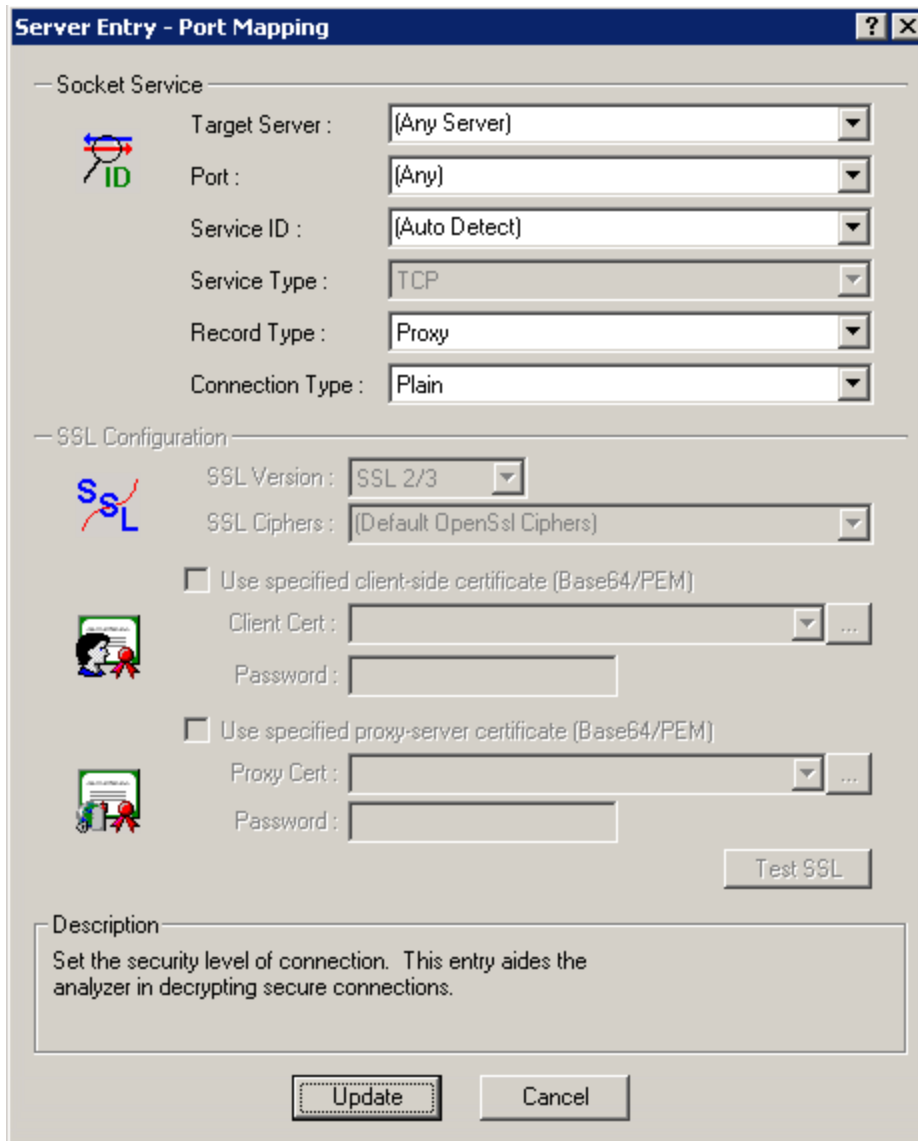 Server Entry - Port Mapping
Socket Service
ID
Target Server : (Any Server)
Port : (Any)
Service ID : (Auto Detect)
Service Type : TCP
Record Type : Proxy
Connection Type : Plain
SSL Configuration
SSL
SSL Version : SSL 2/3
SSL Ciphers : (Default OpenSsl Ciphers)
Use specified client-side certificate (Base64/PEM)
Client Cert : ...
Password :
Use specified proxy-server certificate (Base64/PEM)
Proxy Cert : ...
Password :
Test SSL
Description
Set the security level of connection. This entry aides the
analyzer in decrypting secure connections.
Update Cancel